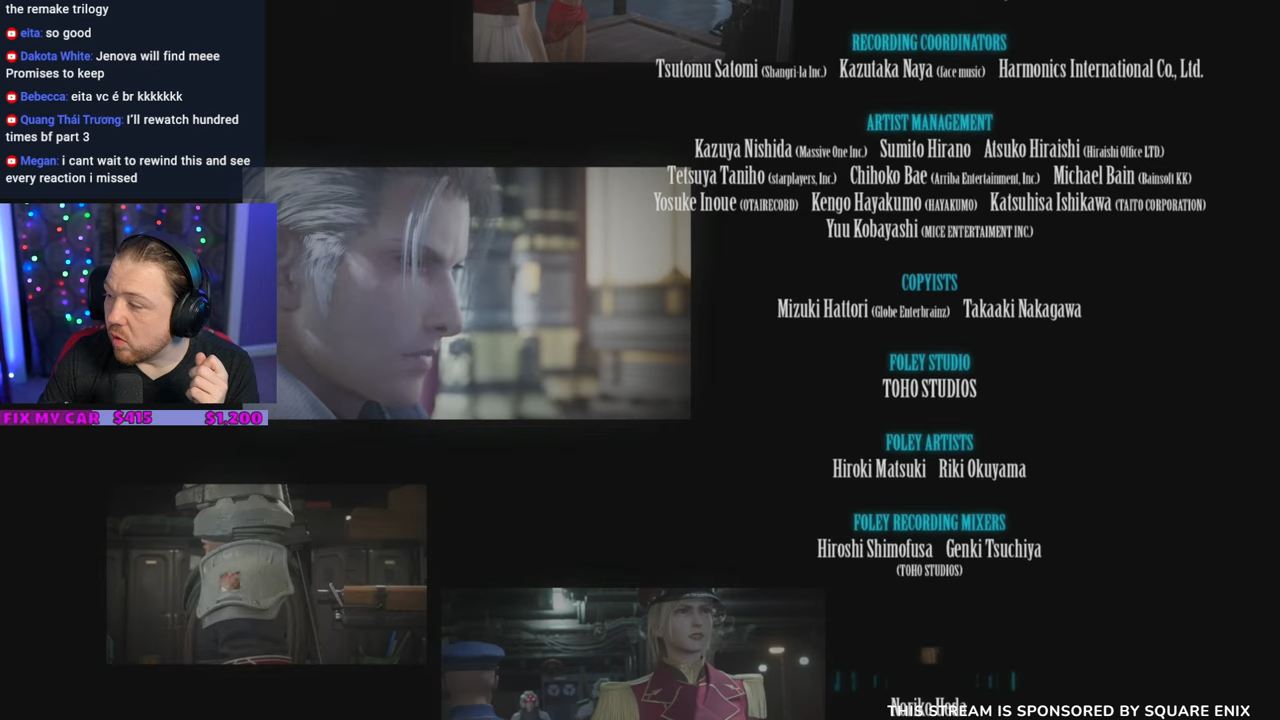 the remake trilogy
eita: so good
Dakota White: Jenova will find meee
Promises to keep
Bebecca: eita vc é br kkkkkkk
Quang Thái Trương: I'll rewatch hundred
times bf part 3
Megan: i cant wait to rewind this and see
every reaction i missed
FIX MY CAR $415 $1,200
RECORDING COORDINATORS
Tsutomu Satomi (Shangri-la Inc.) Kazutaka Naya (face music) Harmonics International Co., Ltd.
ARTIST MANAGEMENT
Kazuya Nishida (Massive One Inc.) Sumito Hirano Atsuko Hiraishi (Hiraishi Office LTD.)
Tetsuya Taniho (starplayers, Inc.) Chihoko Bae (Arriba Entertainment, Inc.) Michael Bain (Bainsoft KK)
Yosuke Inoue (OTAIRECORD) Kengo Hayakumo (HAYAKUMO) Katsuhisa Ishikawa (TAITO CORPORATION)
Yuu Kobayashi (MICE ENTERTAIMENT INC.)
COPYISTS
Mizuki Hattori (Globe Enterbrainz) Takaaki Nakagawa
FOLEY STUDIO
TOHO STUDIOS
FOLEY ARTISTS
Hiroki Matsuki Riki Okuyama
FOLEY RECORDING MIXERS
Hiroshi Shimofusa Genki Tsuchiya
(TOHO STUDIOS)
THIS STREAM IS SPONSORED BY SQUARE ENIX